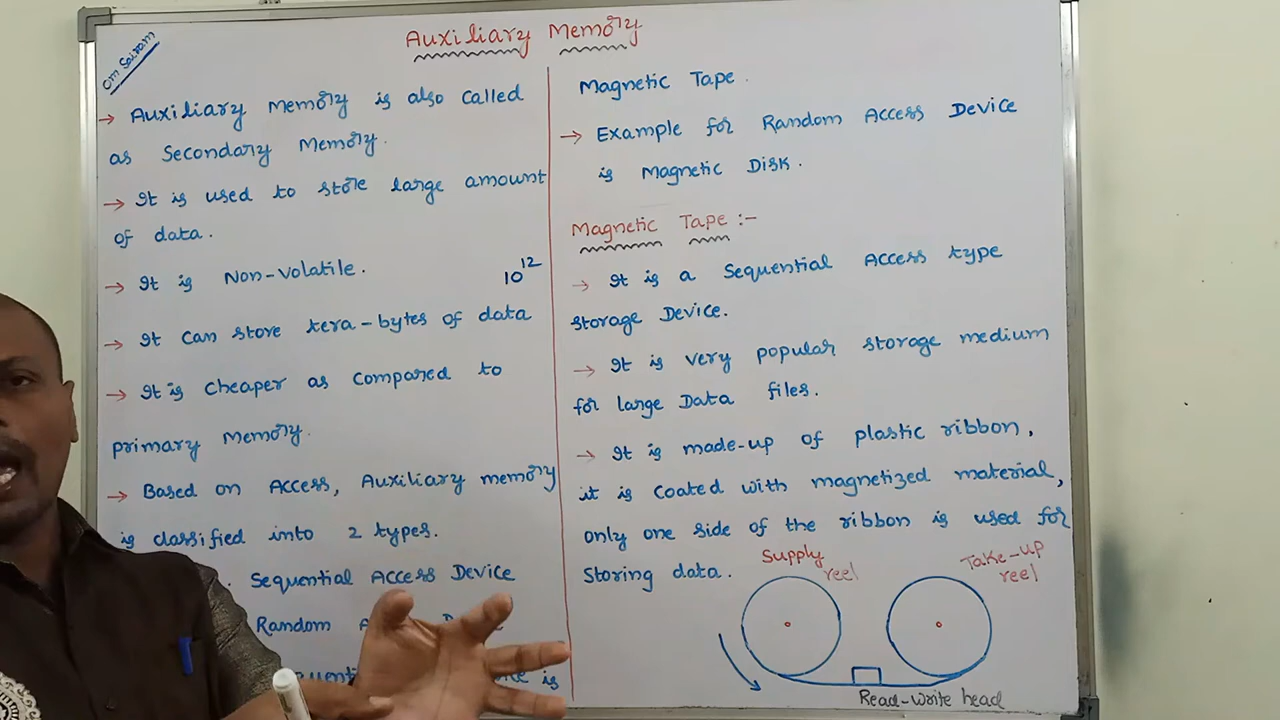 Om Sairam
Auxiliary Memory
→ Auxiliary Memory is also called
as Secondary Memory.
→ It is used to store large amount
of data.
→ It is Non-volatile.
10^12
→ It can store tera-bytes of data
→ It is cheaper as compared to
primary Memory.
→ Based on Access, Auxiliary memory
is classified into 2 types.
Sequential Access Device
Random
is
Magnetic Tape.
→ Example for Random Access Device
is Magnetic Disk.
Magnetic Tape :-
→ It is a Sequential Access type
storage Device.
→ It is very popular storage medium
for large Data files.
→ It is made-up of plastic ribbon,
it is coated with magnetized material,
only one side of the ribbon is used for
storing data.
Supply
reel
Take-up
reel
Read-write head